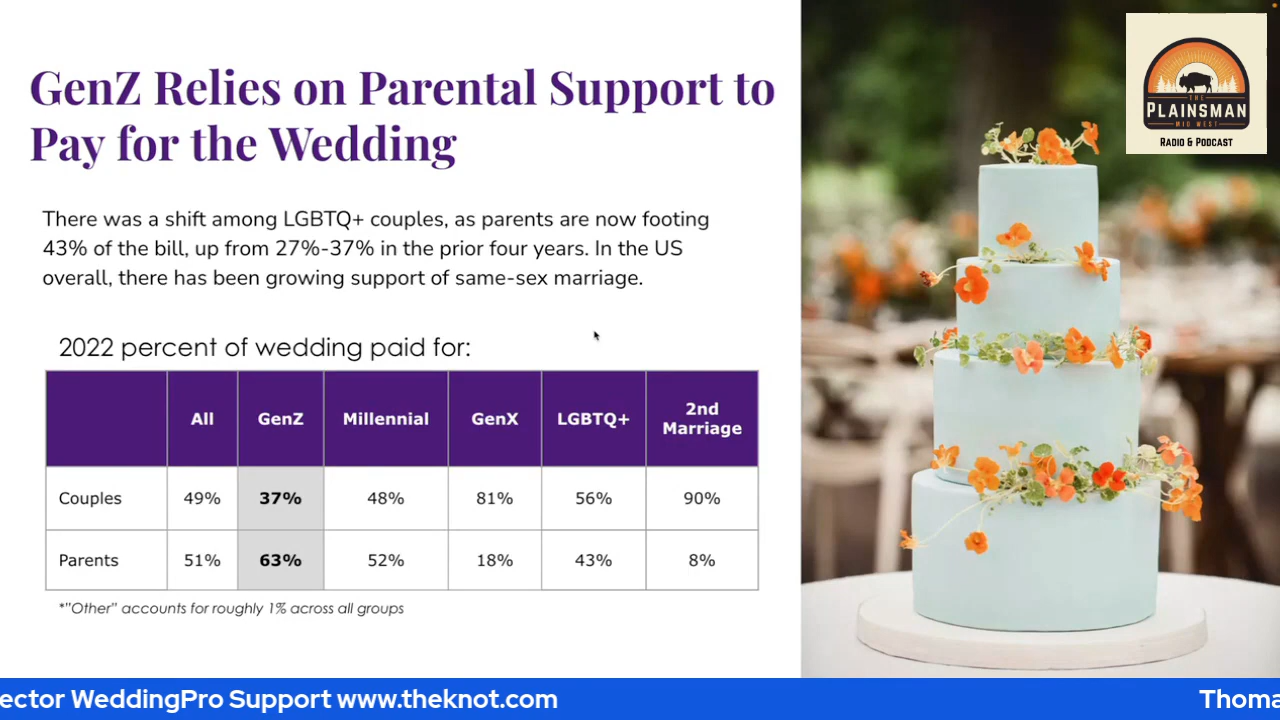 GenZ Relies on Parental Support to
Pay for the Wedding
There was a shift among LGBTQ+ couples, as parents are now footing
43% of the bill, up from 27%-37% in the prior four years. In the US
overall, there has been growing support of same-sex marriage.
2022 percent of wedding paid for:
All GenZ Millennial GenX LGBTQ+ 2nd Marriage
Couples 49% 37% 48% 81% 56% 90%
Parents 51% 63% 52% 18% 43% 8%
*"Other" accounts for roughly 1% across all groups
THE
PLAINSMAN
MID WEST
RADIO & PODCAST
ector WeddingPro Support www.theknot.com Thoma